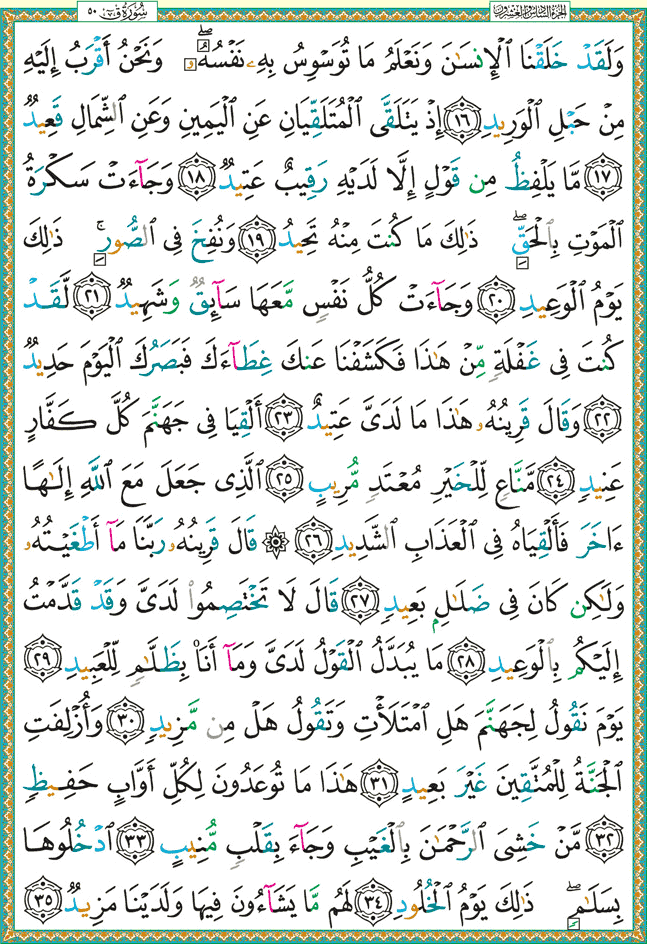 سُورَةُ قٓ ٥٠ الجزء السادس والعشرون
وَلَقَدْ خَلَقْنَا ٱلْإِنسَٰنَ وَنَعْلَمُ مَا تُوَسْوِسُ بِهِۦ نَفْسُهُۥۖ وَنَحْنُ أَقْرَبُ إِلَيْهِ
مِنْ حَبْلِ ٱلْوَرِيدِ ١٦ إِذْ يَتَلَقَّى ٱلْمُتَلَقِّيَانِ عَنِ ٱلْيَمِينِ وَعَنِ ٱلشِّمَالِ قَعِيدٌ
١٧ مَّا يَلْفِظُ مِن قَوْلٍ إِلَّا لَدَيْهِ رَقِيبٌ عَتِيدٌ ١٨ وَجَآءَتْ سَكْرَةُ
ٱلْمَوْتِ بِٱلْحَقِّۖ ذَٰلِكَ مَا كُنتَ مِنْهُ تَحِيدُ ١٩ وَنُفِخَ فِى ٱلصُّورِۚ ذَٰلِكَ
يَوْمُ ٱلْوَعِيدِ ٢٠ وَجَآءَتْ كُلُّ نَفْسٍ مَّعَهَا سَآئِقٌ وَشَهِيدٌ ٢١ لَّقَدْ
كُنتَ فِى غَفْلَةٍ مِّنْ هَٰذَا فَكَشَفْنَا عَنكَ غِطَآءَكَ فَبَصَرُكَ ٱلْيَوْمَ حَدِيدٌ
٢٢ وَقَالَ قَرِينُهُۥ هَٰذَا مَا لَدَىَّ عَتِيدٌ ٢٣ أَلْقِيَا فِى جَهَنَّمَ كُلَّ كَفَّارٍ
عَنِيدٍ ٢٤ مَّنَّاعٍ لِّلْخَيْرِ مُعْتَدٍ مُّرِيبٍ ٢٥ ٱلَّذِى جَعَلَ مَعَ ٱللَّهِ إِلَٰهًا
ءَاخَرَ فَأَلْقِيَاهُ فِى ٱلْعَذَابِ ٱلشَّدِيدِ ٢٦ ۞ قَالَ قَرِينُهُۥ رَبَّنَا مَآ أَطْغَيْتُهُۥ
وَلَٰكِن كَانَ فِى ضَلَٰلٍۭ بَعِيدٍ ٢٧ قَالَ لَا تَخْتَصِمُوا۟ لَدَىَّ وَقَدْ قَدَّمْتُ
إِلَيْكُم بِٱلْوَعِيدِ ٢٨ مَا يُبَدَّلُ ٱلْقَوْلُ لَدَىَّ وَمَآ أَنَا۠ بِظَلَّٰمٍ لِّلْعَبِيدِ ٢٩
يَوْمَ نَقُولُ لِجَهَنَّمَ هَلِ ٱمْتَلَأْتِ وَتَقُولُ هَلْ مِن مَّزِيدٍ ٣٠ وَأُزْلِفَتِ
ٱلْجَنَّةُ لِلْمُتَّقِينَ غَيْرَ بَعِيدٍ ٣١ هَٰذَا مَا تُوعَدُونَ لِكُلِّ أَوَّابٍ حَفِيظٍ
٣٢ مَّنْ خَشِىَ ٱلرَّحْمَٰنَ بِٱلْغَيْبِ وَجَآءَ بِقَلْبٍ مُّنِيبٍ ٣٣ ٱدْخُلُوهَا
بِسَلَٰمٍۖ ذَٰلِكَ يَوْمُ ٱلْخُلُودِ ٣٤ لَهُم مَّا يَشَآءُونَ فِيهَا وَلَدَيْنَا مَزِيدٌ ٣٥